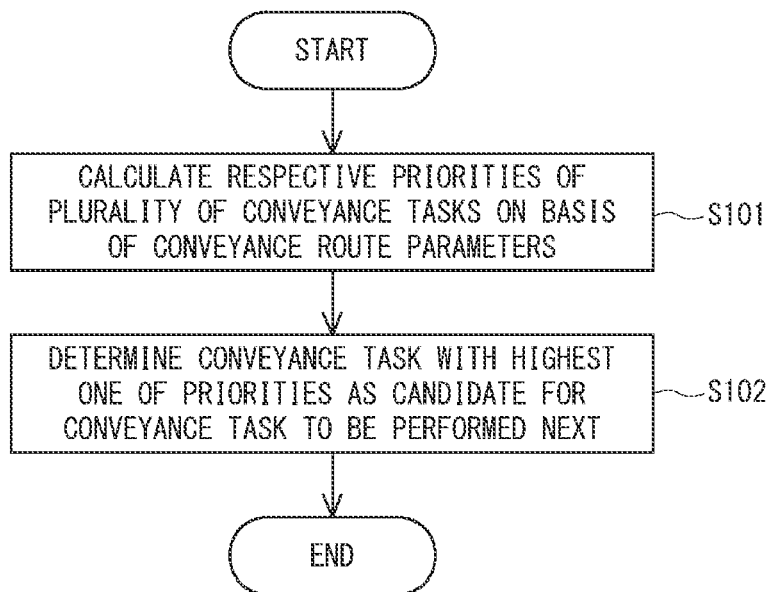 START
CALCULATE RESPECTIVE PRIORITIES OF
PLURALITY OF CONVEYANCE TASKS ON BASIS
OF CONVEYANCE ROUTE PARAMETERS
S101
DETERMINE CONVEYANCE TASK WITH HIGHEST
ONE OF PRIORITIES AS CANDIDATE FOR
CONVEYANCE TASK TO BE PERFORMED NEXT
S102
END